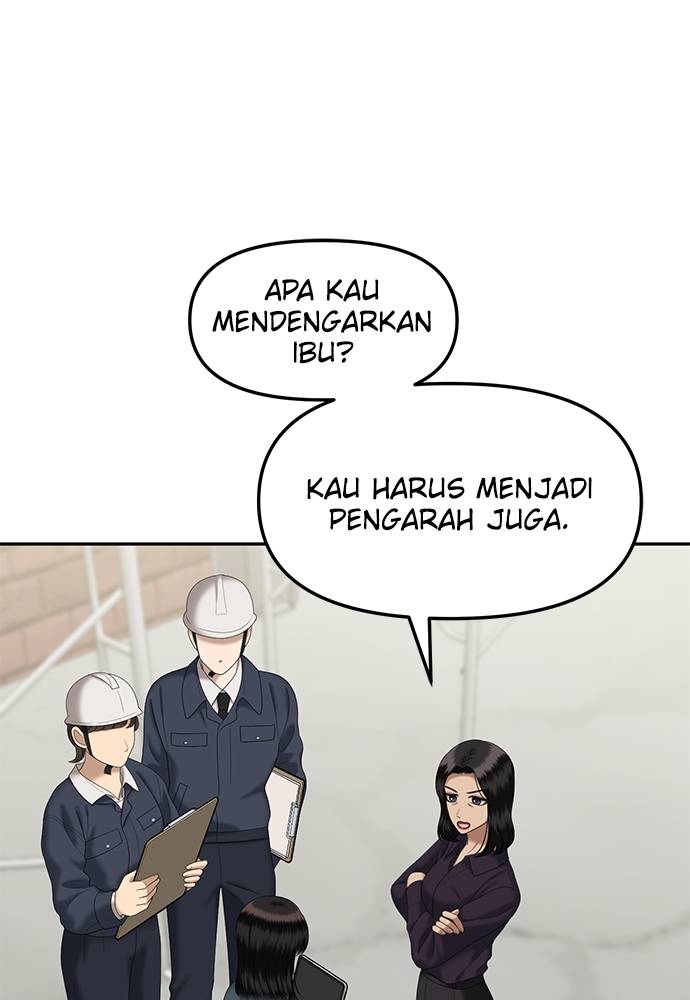 APA KAU
MENDENGARKAN
IBU?
KAU HARUS MENJADI
PENGARAH JUGA.